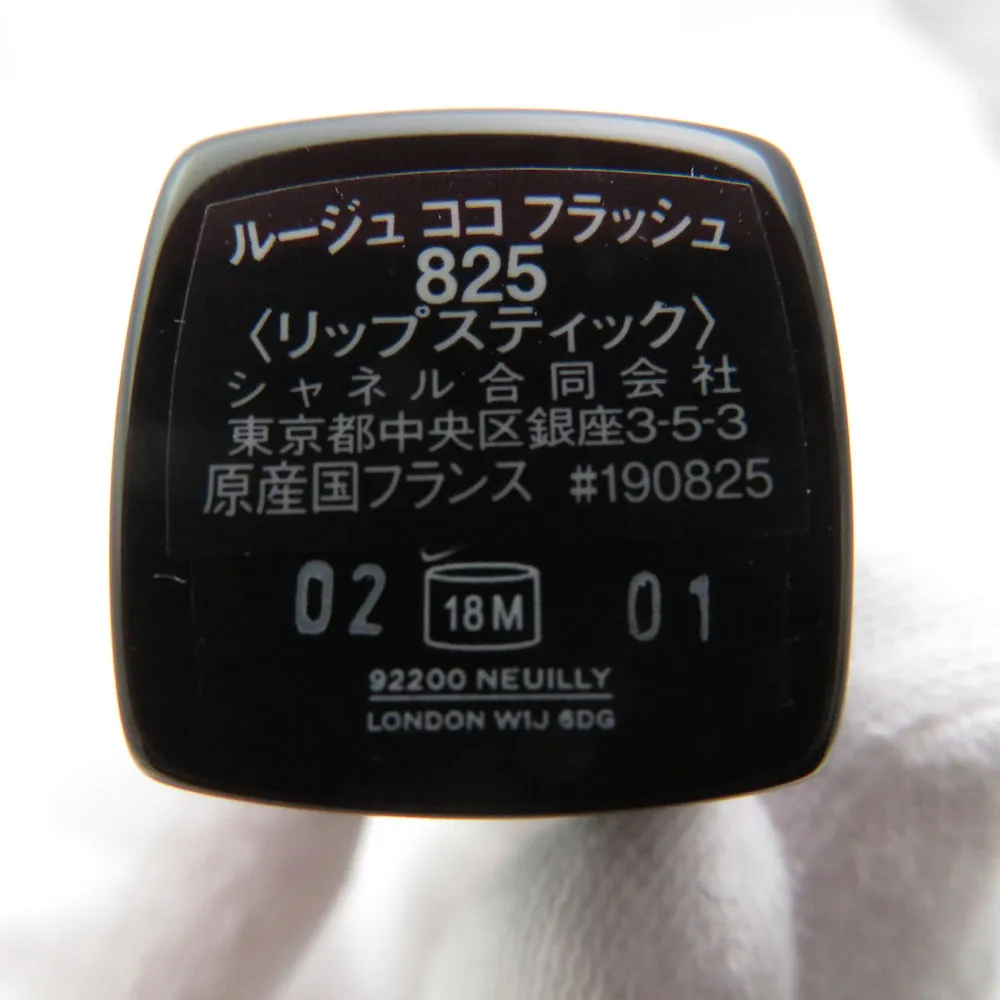 ルージュ ココ フラッシュ
825
〈リップスティック〉
シャネル合同会社
東京都中央区銀座3-5-3
原産国フランス #190825
02 18M 01
92200 NEUILLY
LONDON W1J 6DG